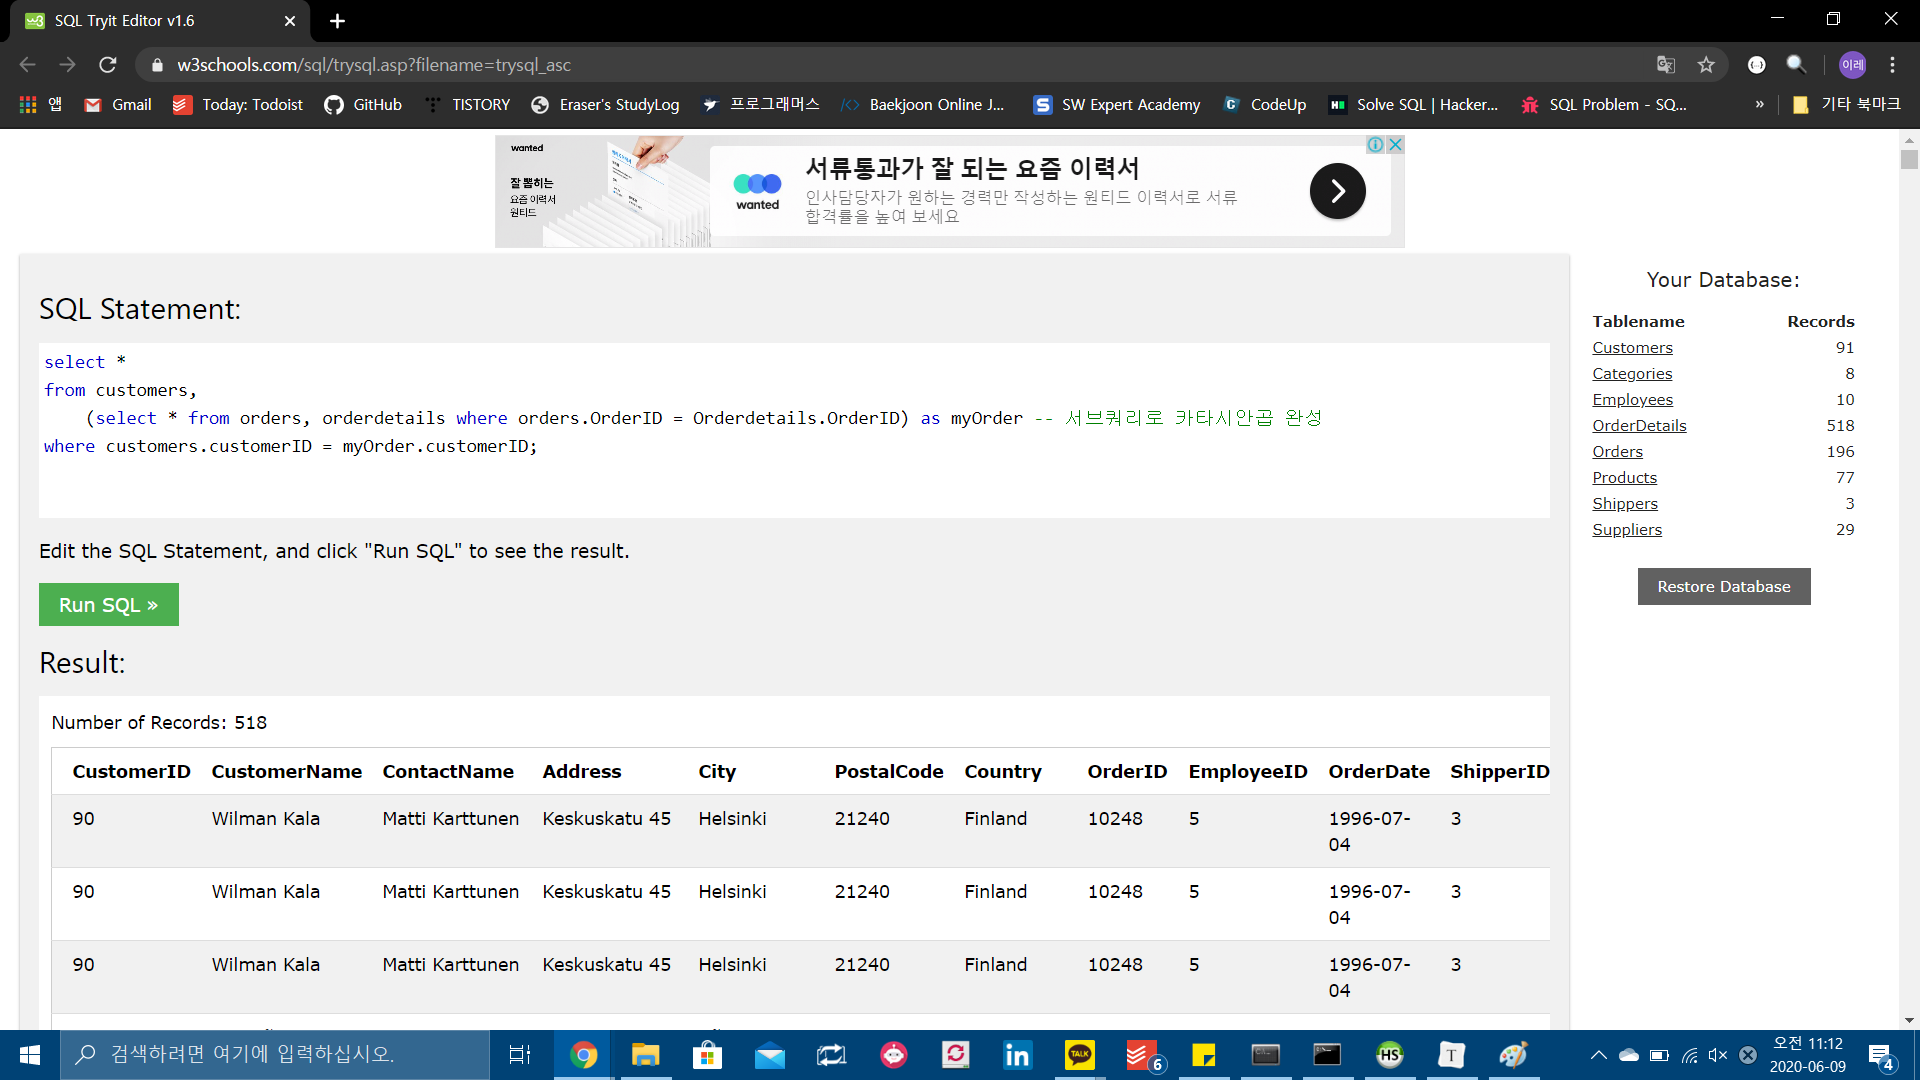 SQL Tryit Editor v1.6
w3schools.com/sql/trysql.asp?filename=trysql_asc
이레
앱 Gmail Today: Todoist GitHub TISTORY Eraser's StudyLog 프로그래머스 Baekjoon Online J... SW Expert Academy CodeUp Solve SQL | Hacker... SQL Problem - SQ... » 기타 북마크
wanted
잘 뽑히는
요즘 이력서
원티드
wanted
서류통과가 잘 되는 요즘 이력서
인사담당자가 원하는 경력만 작성하는 원티드 이력서로 서류
합격률을 높여 보세요
SQL Statement:
select *
from customers,
(select * from orders, orderdetails where orders.OrderID = Orderdetails.OrderID) as myOrder -- 서브쿼리로 카타시안곱 완성
where customers.customerID = myOrder.customerID;
Edit the SQL Statement, and click "Run SQL" to see the result.
Run SQL »
Result:
Number of Records: 518
CustomerID CustomerName ContactName Address City PostalCode Country OrderID EmployeeID OrderDate ShipperID
90 Wilman Kala Matti Karttunen Keskuskatu 45 Helsinki 21240 Finland 10248 5 1996-07-
04
3
90 Wilman Kala Matti Karttunen Keskuskatu 45 Helsinki 21240 Finland 10248 5 1996-07-
04
3
90 Wilman Kala Matti Karttunen Keskuskatu 45 Helsinki 21240 Finland 10248 5 1996-07-
04
3
Your Database:
Tablename Records
Customers 91
Categories 8
Employees 10
OrderDetails 518
Orders 196
Products 77
Shippers 3
Suppliers 29
Restore Database
검색하려면 여기에 입력하십시오.
TALK
6
HS
T
오전 11:12
2020-06-09
4